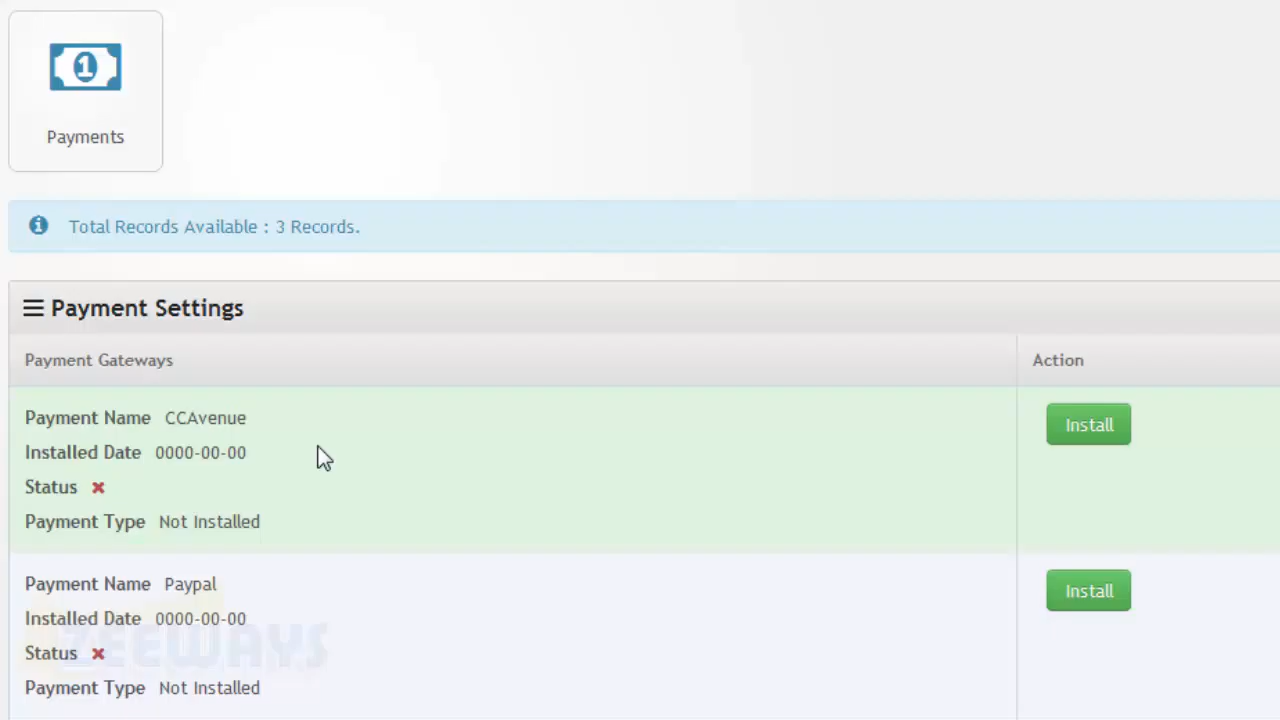 1
Payments
Total Records Available : 3 Records.
Payment Settings
Payment Gateways Action
Payment Name CCAvenue Install
Installed Date 0000-00-00
Status
Payment Type Not Installed
Payment Name Paypal Install
Installed Date 0000-00-00
ZEEWAYS
Status
Payment Type Not Installed